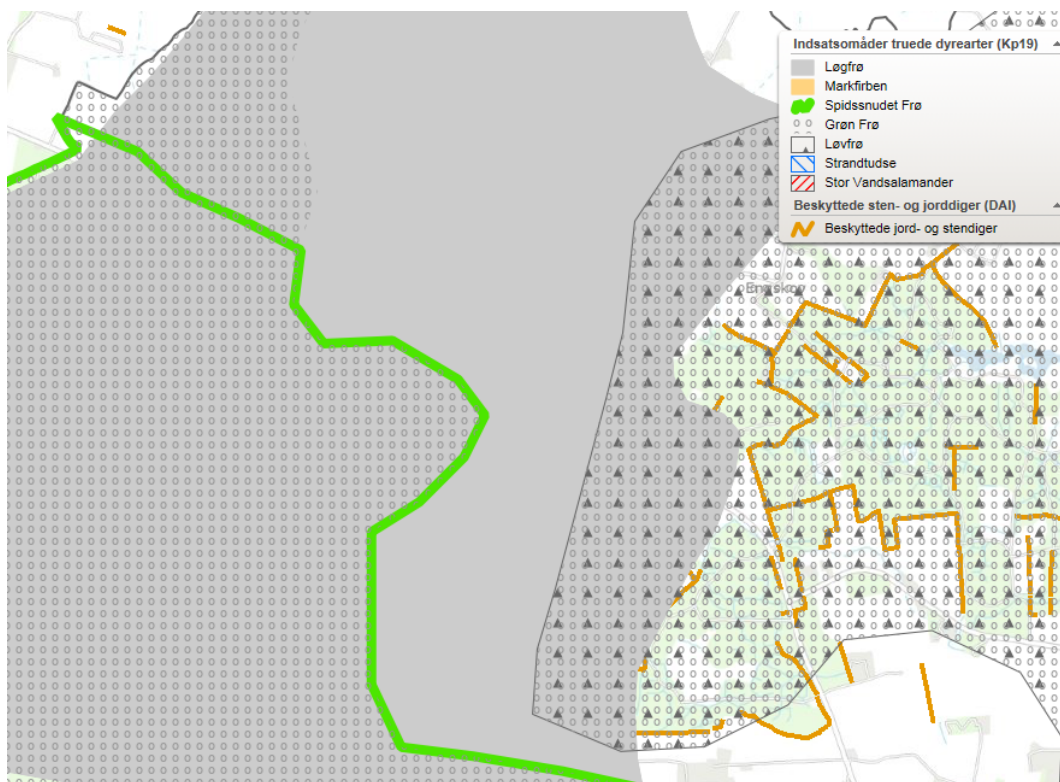 Indsatsområder truede dyrearter (Kp19)
Løgfrø
Markfirben
Spidssnudet Frø
Grøn Frø
Løvfrø
Strandtudse
Stor Vandsalamander
Beskyttede sten- og jorddiger (DAI)
Beskyttede jord- og stendiger